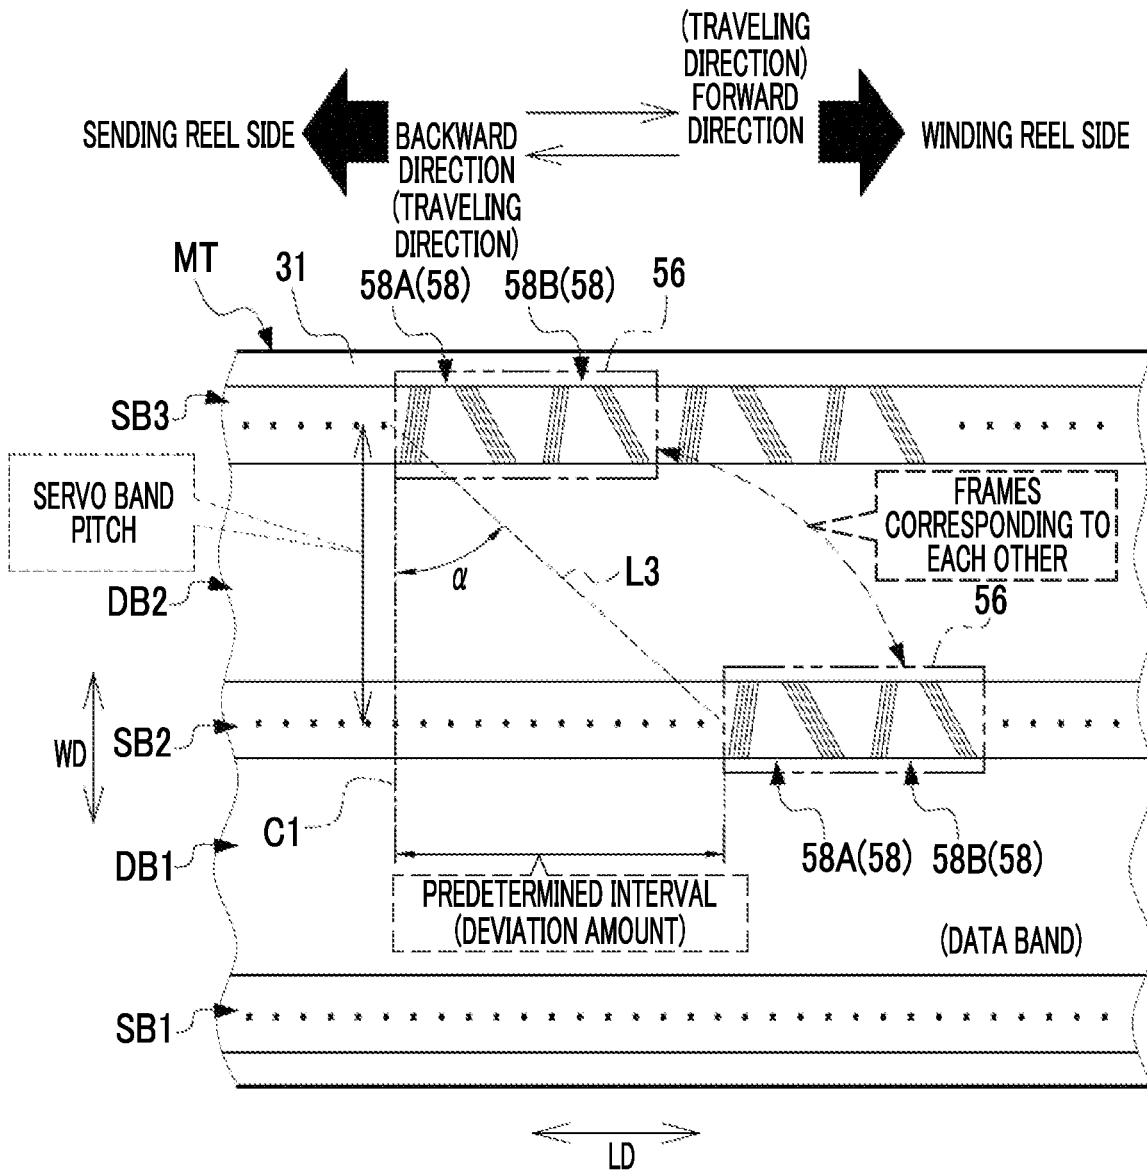 (TRAVELING
DIRECTION)
FORWARD
DIRECTION
SENDING REEL SIDE
BACKWARD
DIRECTION
(TRAVELING
DIRECTION)
WINDING REEL SIDE
MT
31
58A(58)
58B(58)
56
SB3
SERVO BAND
PITCH
FRAMES
CORRESPONDING TO
EACH OTHER
α
L3
DB2
56
SB2
WD
C1
58A(58)
58B(58)
DB1
PREDETERMINED INTERVAL
(DEVIATION AMOUNT)
(DATA BAND)
SB1
LD